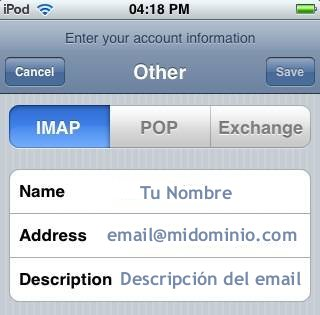 iPod 04:18 PM
Enter your account information
Cancel Other Save
IMAP POP Exchange
Name Tu Nombre
Address email@midominio.com
Description Descripción del email